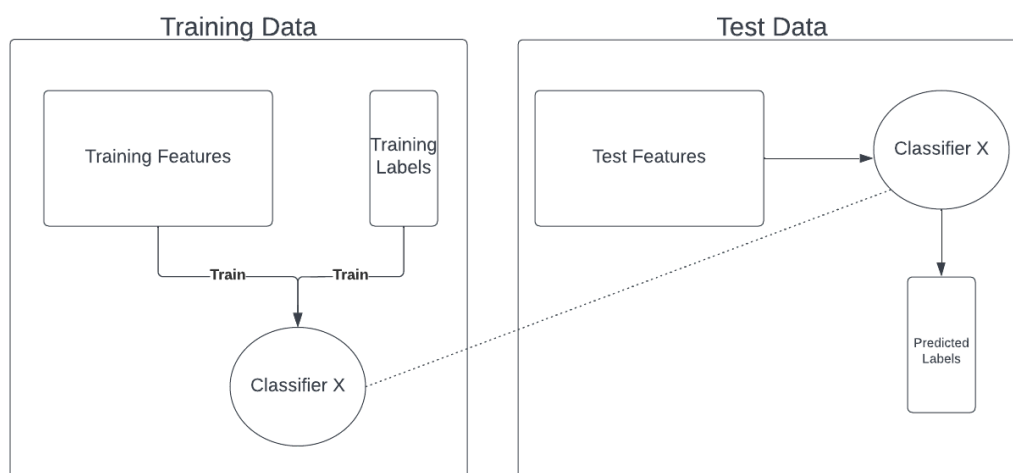 Training Data
Test Data
Training Features
Training
Labels
Test Features
Classifier X
Train
Train
Classifier X
Predicted
Labels